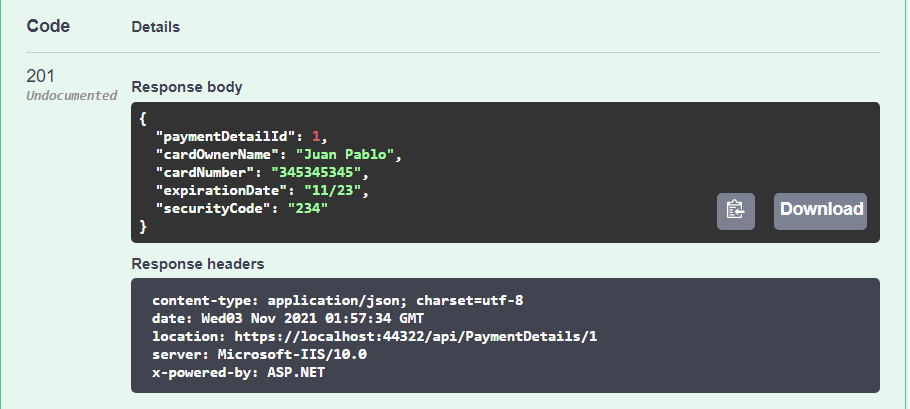 Code Details
201
Undocumented
Response body
{
"paymentDetailId": 1,
"cardOwnerName": "Juan Pablo",
"cardNumber": "345345345",
"expirationDate": "11/23",
"securityCode": "234"
}
Download
Response headers
content-type: application/json; charset=utf-8
date: Wed03 Nov 2021 01:57:34 GMT
location: https://localhost:44322/api/PaymentDetails/1
server: Microsoft-IIS/10.0
x-powered-by: ASP.NET